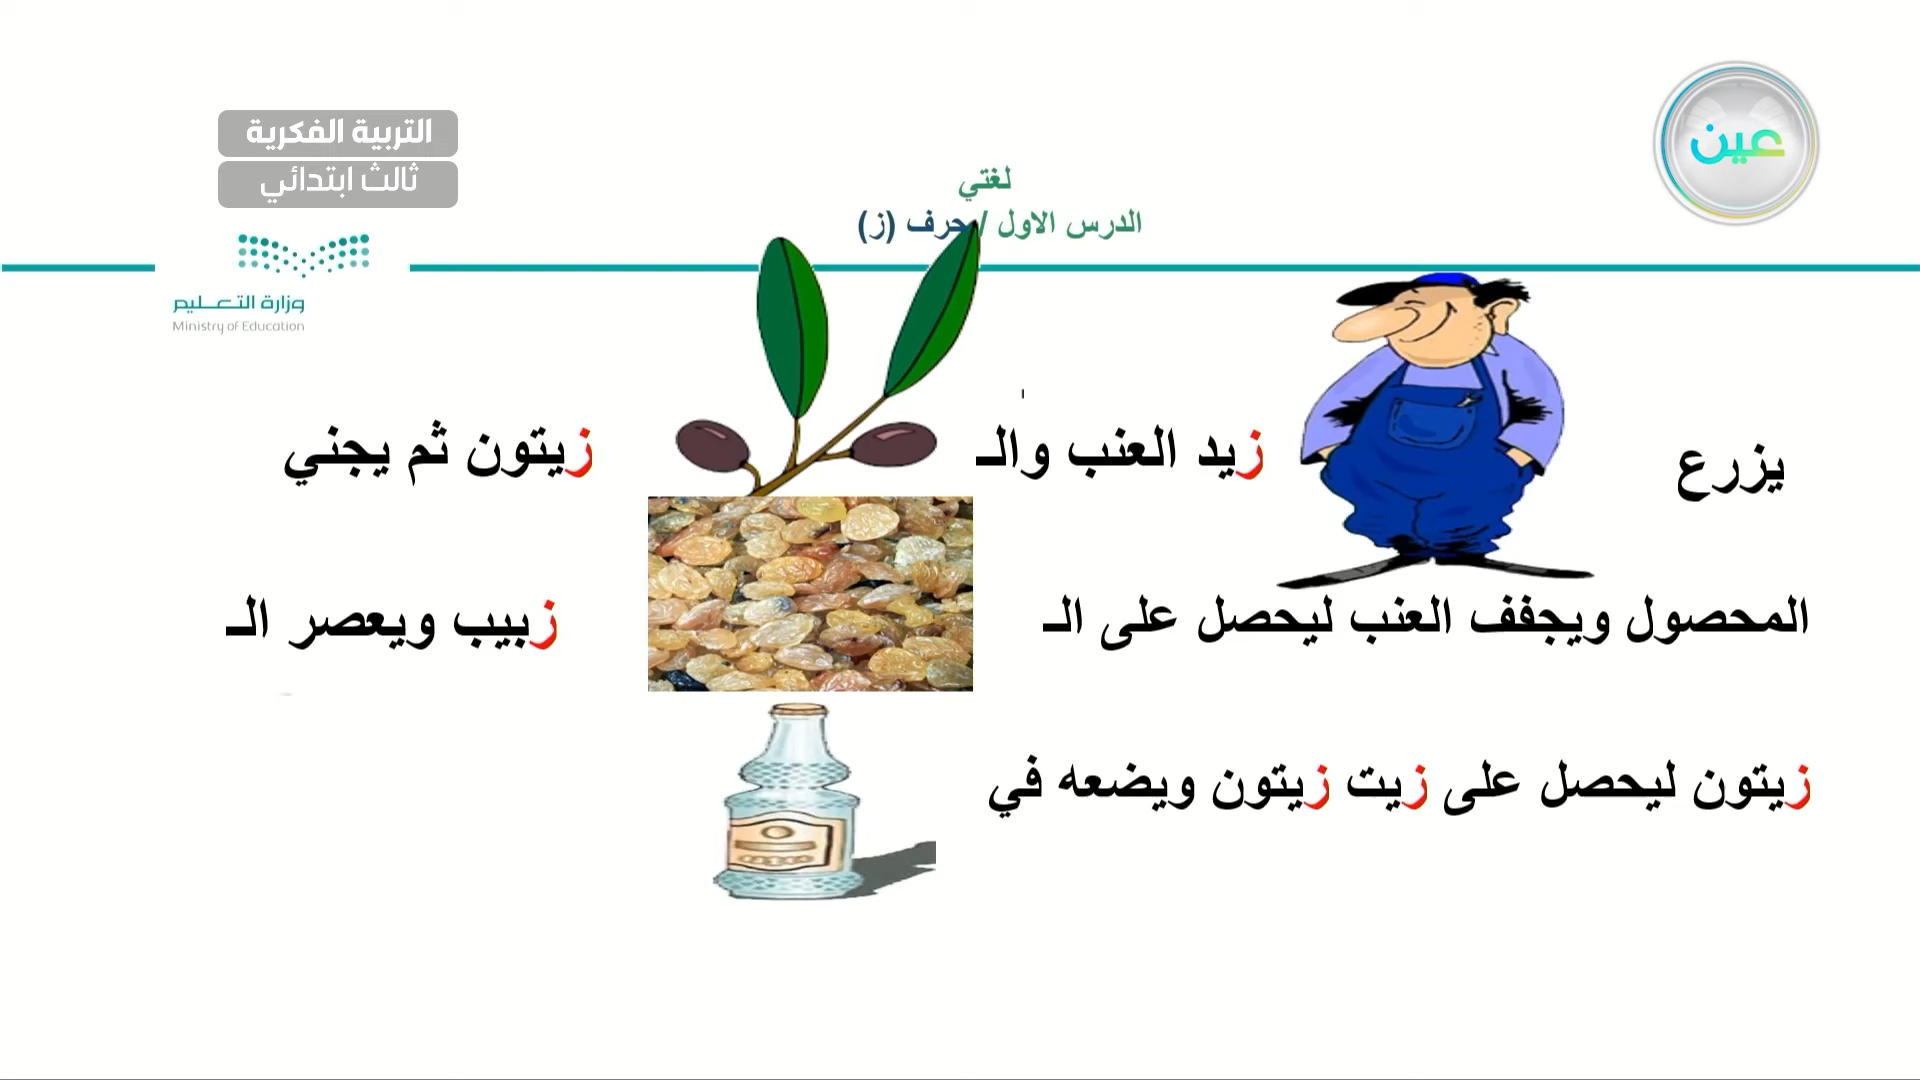 عين
التربية الفكرية
ثالث ابتدائي
لغتي
الدرس الاول / حرف (ز)
وزارة التعليم
Ministry of Education
يزرع زيد العنب والـ زيتون ثم يجني
المحصول ويجفف العنب ليحصل على الـ زبيب ويعصر الـ
زيتون ليحصل على زيت زيتون ويضعه في